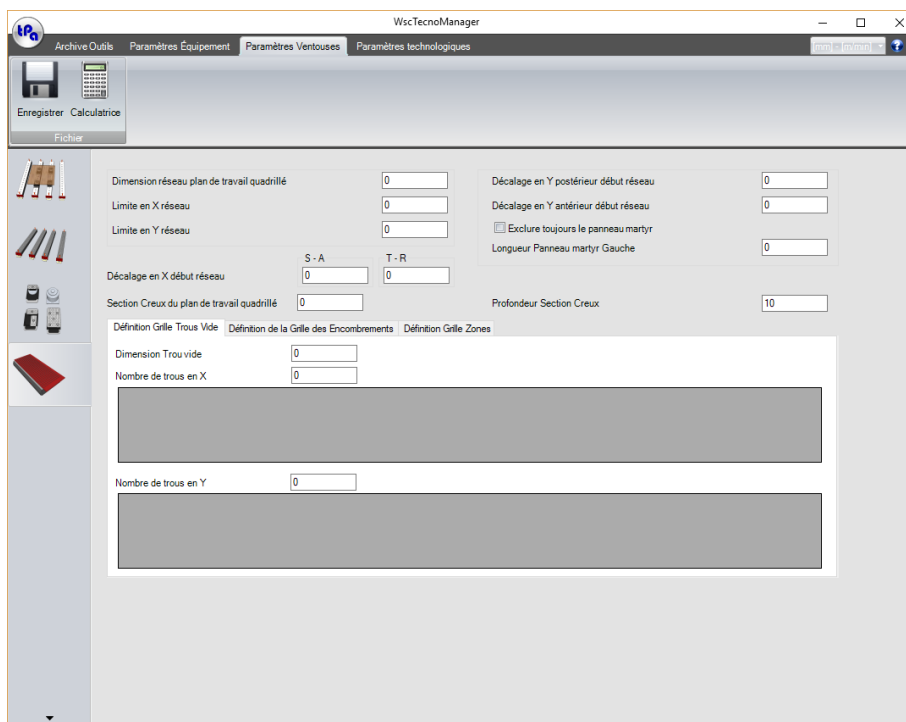 WscTecnoManager
tPa
Archive Outils Paramètres Équipement Paramètres Ventouses Paramètres technologiques [mm - m/min]
Enregistrer Calculatrice
Fichier
Dimension réseau plan de travail quadrillé 0 Décalage en Y postérieur début réseau 0
Limite en X réseau 0 Décalage en Y antérieur début réseau 0
Limite en Y réseau 0 Exclure toujours le panneau martyr
Longueur Panneau martyr Gauche 0
S - A T - R
Décalage en X début réseau 0 0
Section Creux du plan de travail quadrillé 0 Profondeur Section Creux 10
Définition Grille Trous Vide Définition de la Grille des Encombrements Définition Grille Zones
Dimension Trou vide 0
Nombre de trous en X 0
Nombre de trous en Y 0